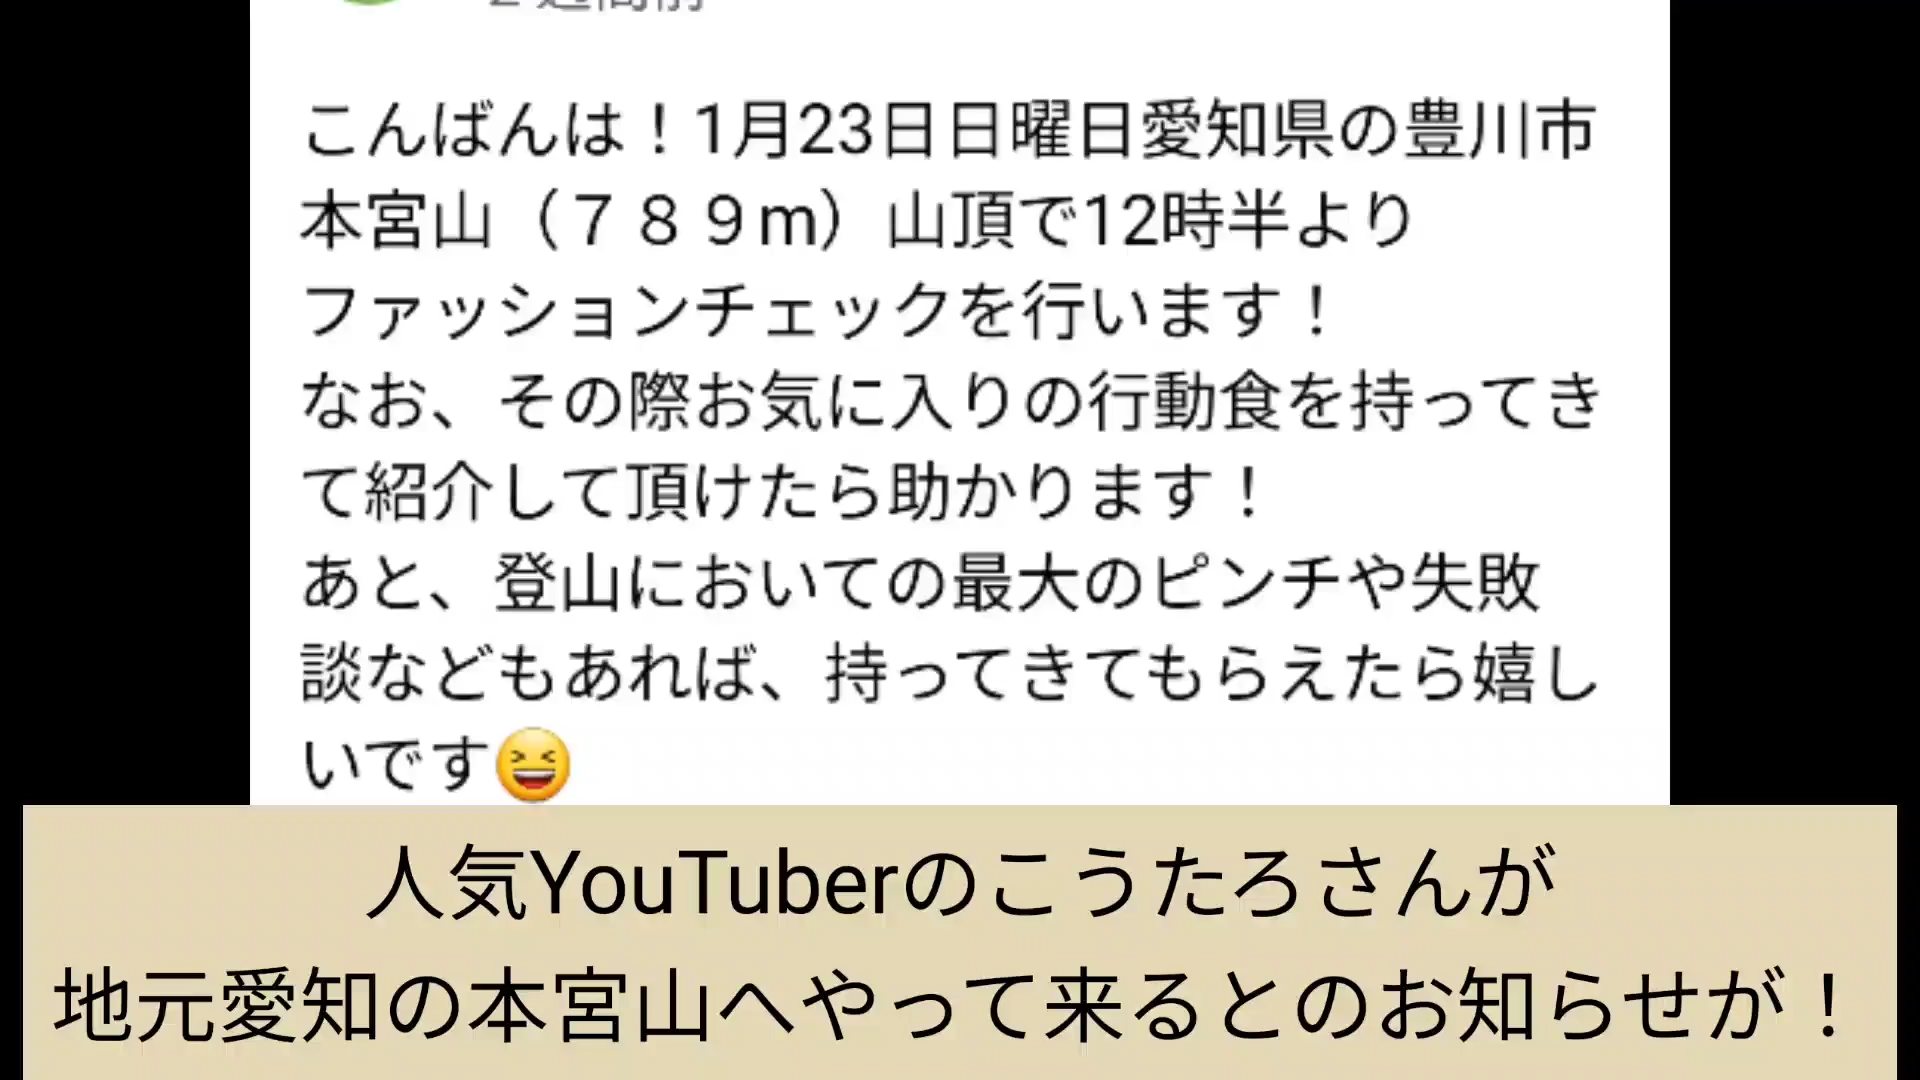 こんばんは！1月23日日曜日愛知県の豊川市
本宮山（７８９m）山頂で12時半より
ファッションチェックを行います！
なお、その際お気に入りの行動食を持ってき
て紹介して頂けたら助かります！
あと、登山においての最大のピンチや失敗
談などもあれば、持ってきてもらえたら嬉し
いです😆
人気YouTuberのこうたろさんが
地元愛知の本宮山へやって来るとのお知らせが！